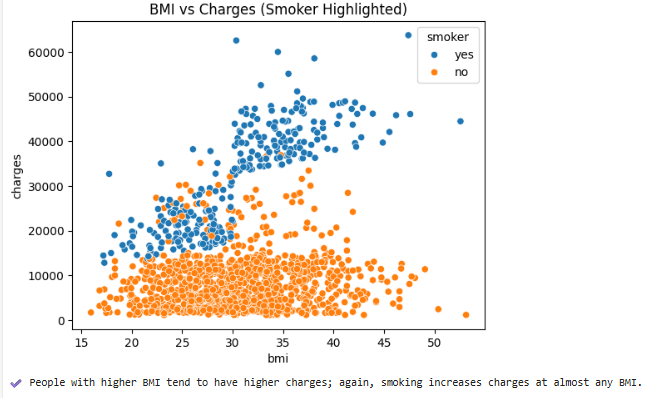 BMI vs Charges (Smoker Highlighted)
smoker
yes
no
60000
50000
40000
30000
20000
10000
0
charges
15 20 25 30 35 40 45 50
bmi
People with higher BMI tend to have higher charges; again, smoking increases charges at almost any BMI.